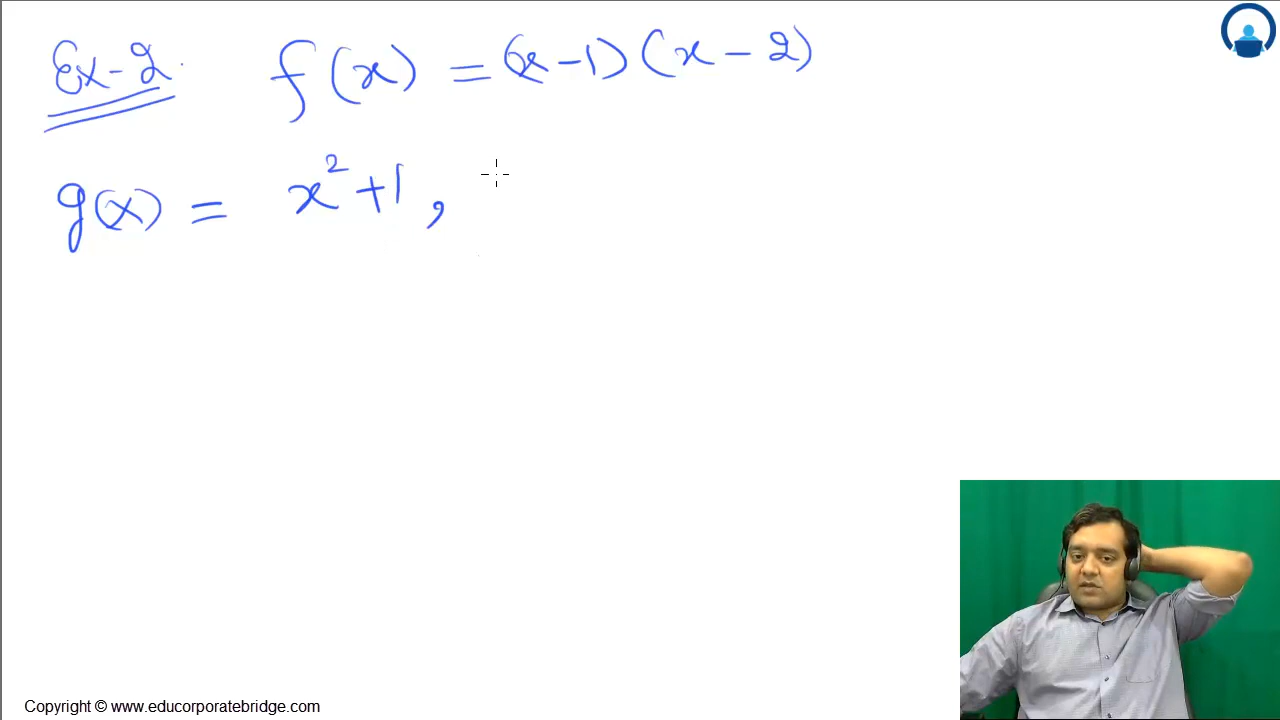 Ex-2. f(x) = (x-1)(x-2)
g(x) = x²+1,
Copyright © www.educorporatebridge.com